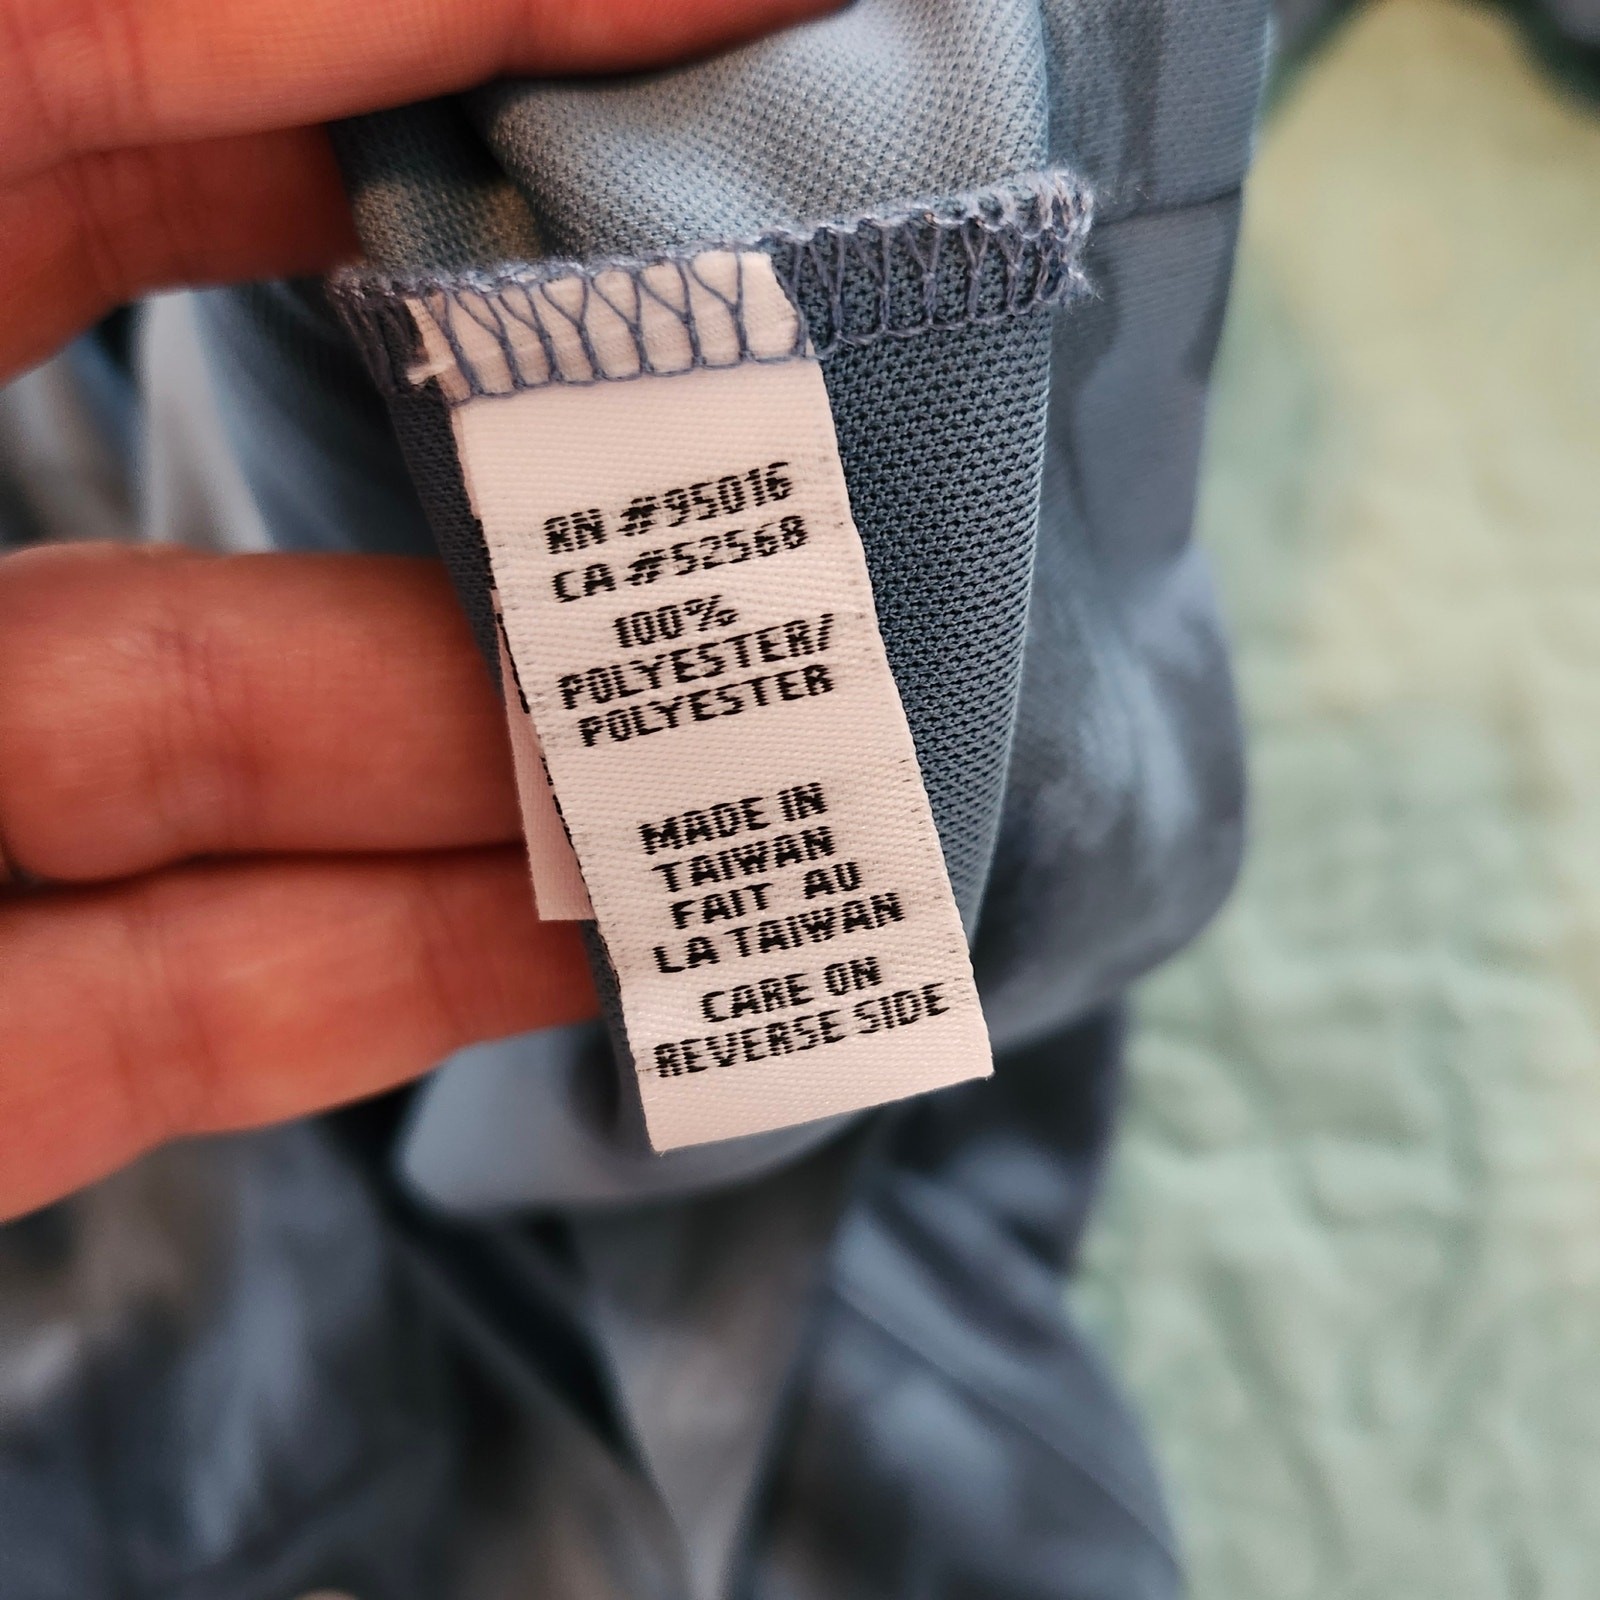 RN #95016
CA #52568
100%
POLYESTER/
POLYESTER
MADE IN
TAIWAN
FAIT AU
LA TAIWAN
CARE ON
REVERSE SIDE